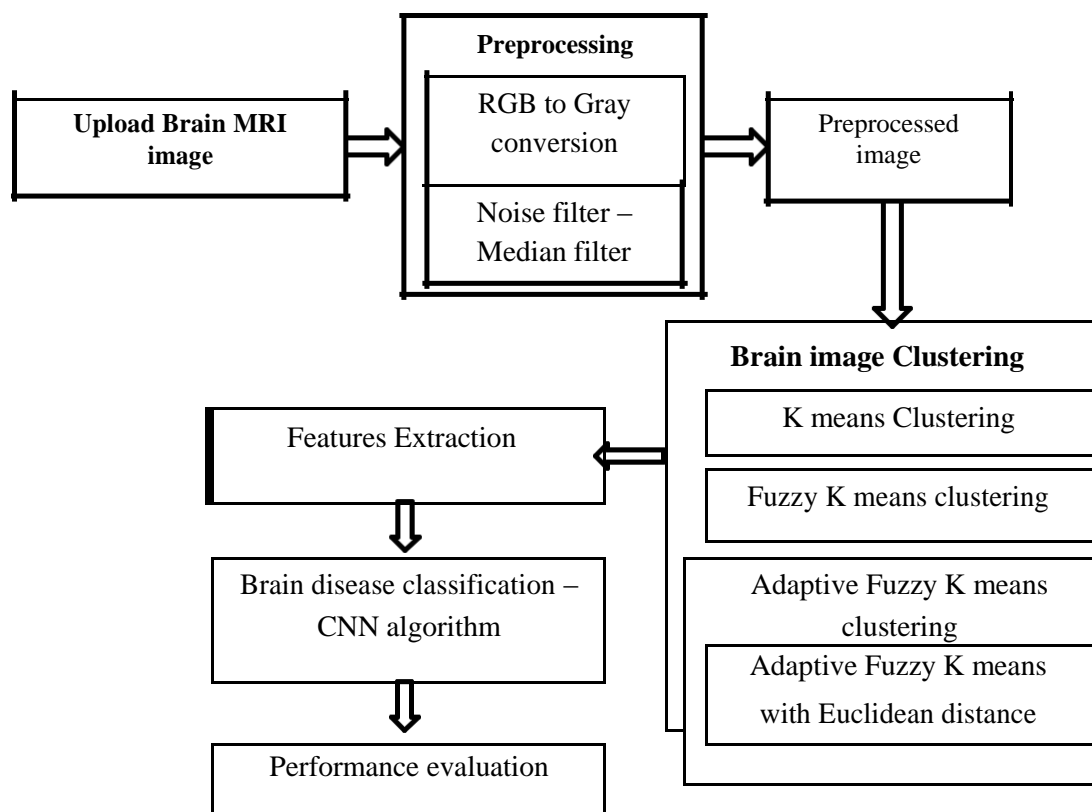 Upload Brain MRI
image
Preprocessing
RGB to Gray
conversion
Noise filter –
Median filter
Preprocessed
image
Brain image Clustering
K means Clustering
Fuzzy K means clustering
Adaptive Fuzzy K means
clustering
Adaptive Fuzzy K means
with Euclidean distance
Features Extraction
Brain disease classification –
CNN algorithm
Performance evaluation